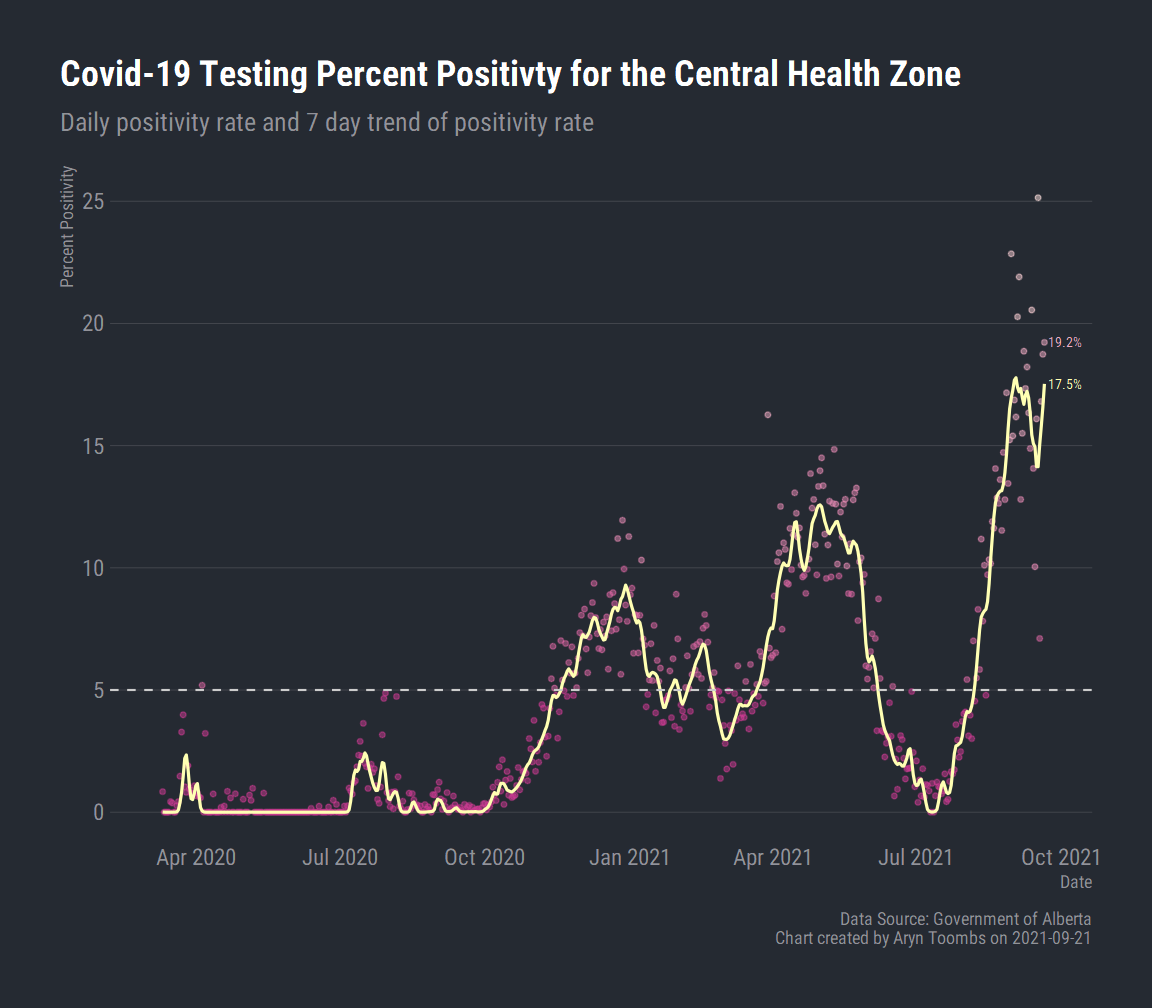 Covid-19 Testing Percent Positivty for the Central Health Zone
Daily positivity rate and 7 day trend of positivity rate
Percent Positivity
25
20
19.2%
17.5%
15
10
5
0
Apr 2020
Jul 2020
Oct 2020
Jan 2021
Apr 2021
Jul 2021
Oct 2021
Date
Data Source: Government of Alberta
Chart created by Aryn Toombs on 2021-09-21